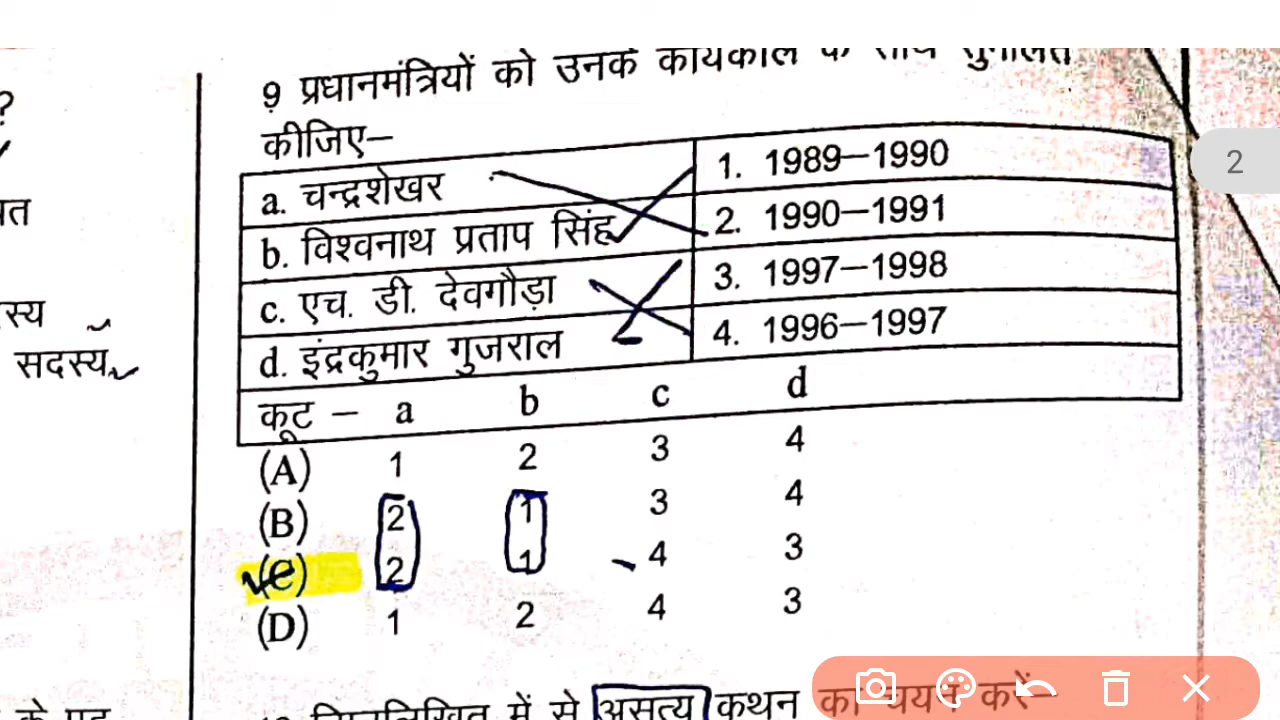 9 प्रधानमंत्रियों को उनके कार्यकाल के साथ सुमेलित
कीजिए–
a. चन्द्रशेखर 1. 1989–1990
b. विश्वनाथ प्रताप सिंह 2. 1990–1991
c. एच. डी. देवगौड़ा 3. 1997–1998
d. इंद्रकुमार गुजराल 4. 1996–1997
कूट – a b c d
(A) 1 2 3 4
(B) 2 1 3 4
(C) 2 1 4 3
(D) 1 2 4 3
में से असत्य कथन का चयन करें–
?
स्य
सदस्य
2